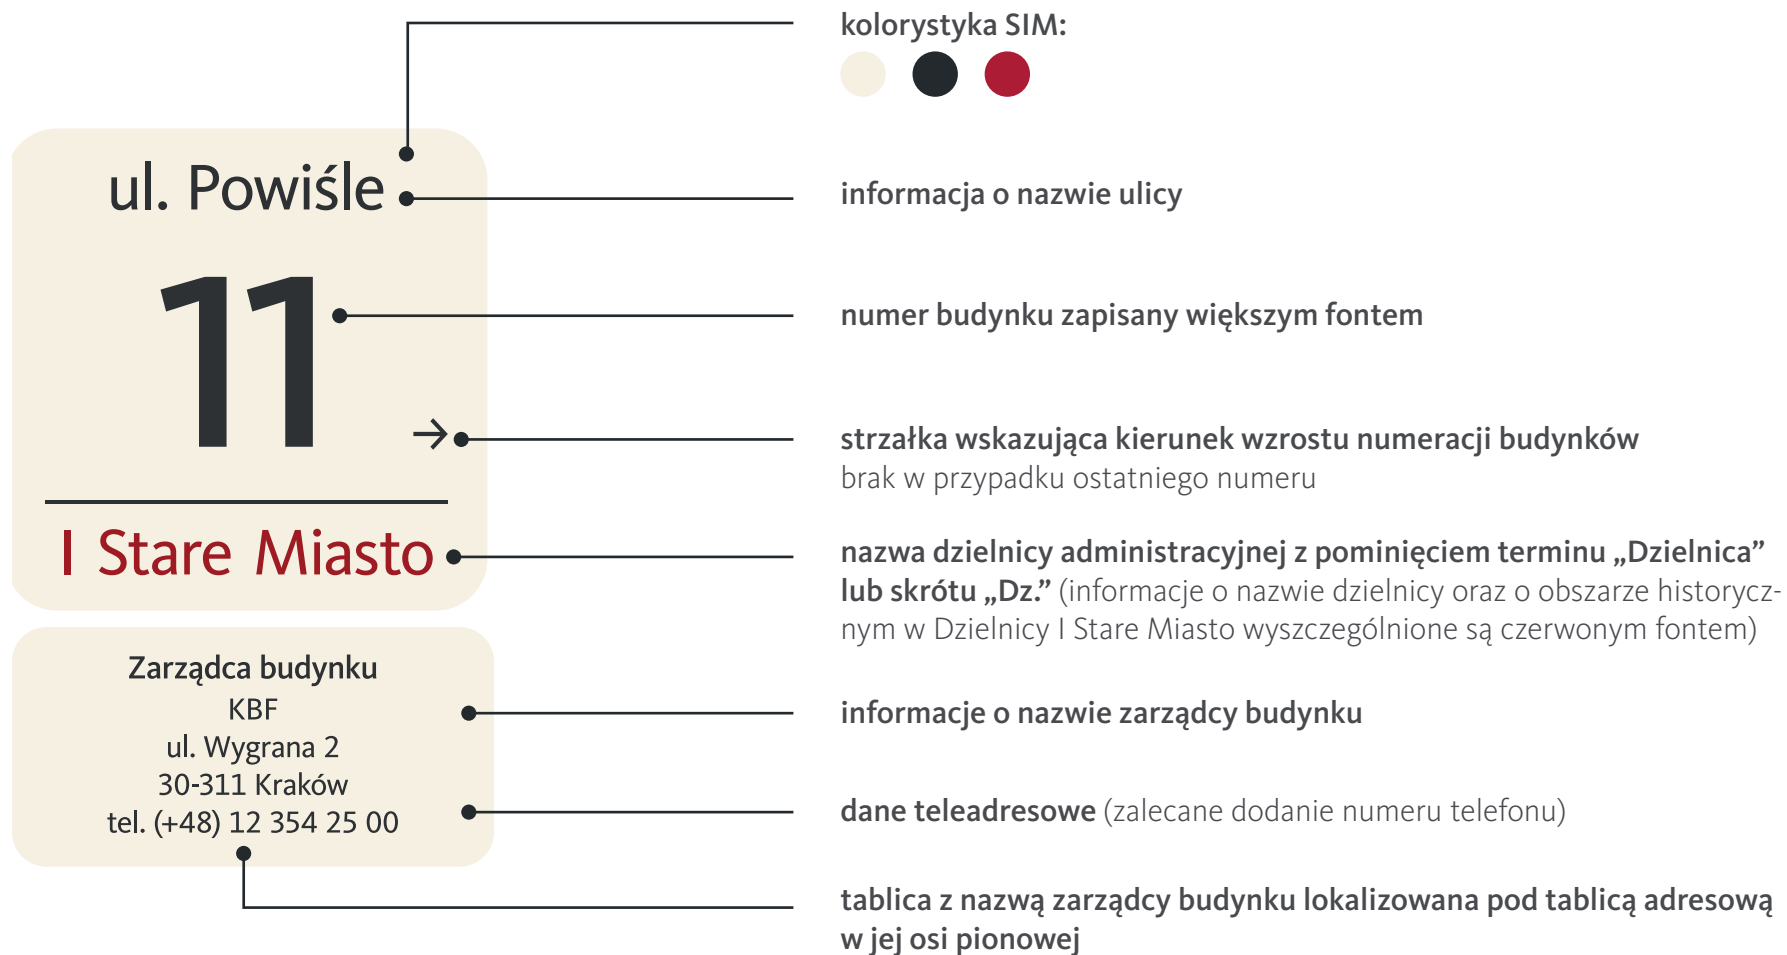 kolorystyka SIM:
ul. Powiśle
informacja o nazwie ulicy
11
numer budynku zapisany większym fontem
→
strzałka wskazująca kierunek wzrostu numeracji budynków
brak w przypadku ostatniego numeru
I Stare Miasto
nazwa dzielnicy administracyjnej z pominięciem terminu „Dzielnica”
lub skrótu „Dz.” (informacje o nazwie dzielnicy oraz o obszarze historycz-
nym w Dzielnicy I Stare Miasto wyszczególnione są czerwonym fontem)
Zarządca budynku
KBF
ul. Wygrana 2
30-311 Kraków
tel. (+48) 12 354 25 00
informacje o nazwie zarządcy budynku
dane teleadresowe (zalecane dodanie numeru telefonu)
tablica z nazwą zarządcy budynku lokalizowana pod tablicą adresową
w jej osi pionowej